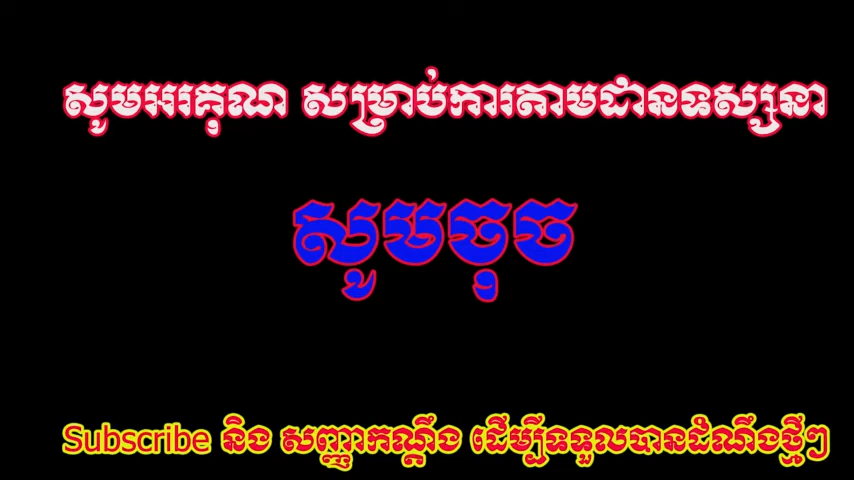 សូមអរគុណ សម្រាប់ការតាមដានទស្សនា
សូមចុច
Subscribe និង សញ្ញាកណ្ដឹង ដើម្បីទទួលបានដំណឹងថ្មីៗ